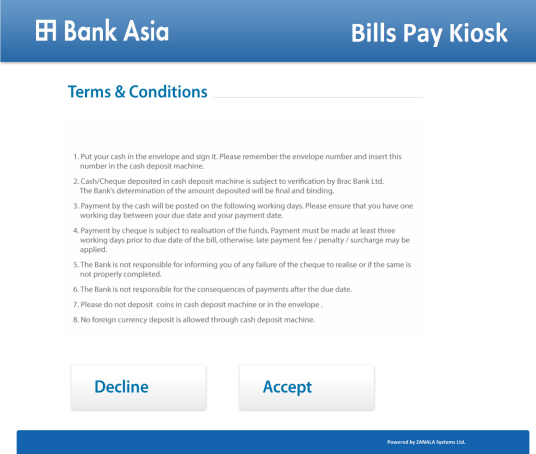 Bank Asia
Bills Pay Kiosk
Terms & Conditions
1. Put your cash in the envelope and sign it. Please remember the envelope number and insert this
number in the cash deposit machine.
2. Cash/Cheque deposited in cash deposit machine is subject to verification by Brac Bank Ltd.
The Bank's determination of the amount deposited will be final and binding.
3. Payment by the cash will be posted on the following working days. Please ensure that you have one
working day between your due date and your payment date.
4. Payment by cheque is subject to realisation of the funds. Payment must be made at least three
working days prior to due date of the bill, otherwise. late payment fee / penalty / surcharge may be
applied.
5. The Bank is not responsible for informing you of any failure of the cheque to realise or if the same is
not properly completed.
6. The Bank is not responsible for the consequences of payments after the due date.
7. Please do not deposit coins in cash deposit machine or in the envelope .
8. No foreign currency deposit is allowed through cash deposit machine.
Decline
Accept
Powered by ZANALA Systems Ltd.